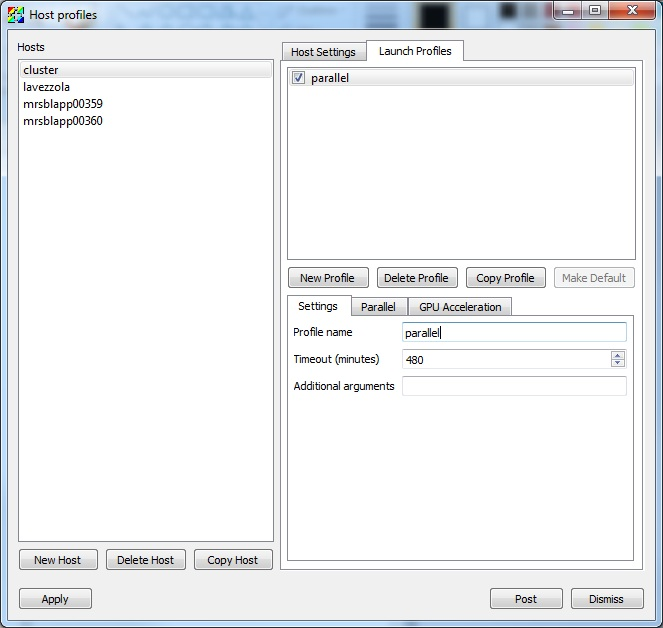 Host profiles
Hosts
cluster
lavezzola
mrsblapp00359
mrsblapp00360
New Host
Delete Host
Copy Host
Host Settings
Launch Profiles
parallel
New Profile
Delete Profile
Copy Profile
Make Default
Settings
Parallel
GPU Acceleration
Profile name
parallel
Timeout (minutes)
480
Additional arguments
Apply
Post
Dismiss